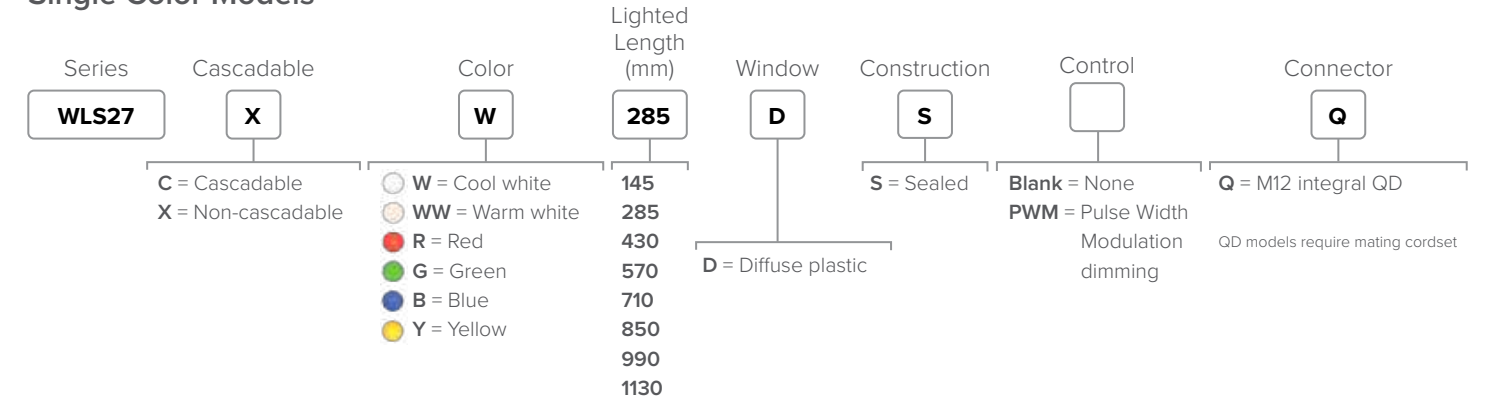 Single Color Models
Series
Cascadable
Color
Lighted
Length
(mm)
Window
Construction
Control
Connector
WLS27
X
W
285
D
S
Q
C = Cascadable
X = Non-cascadable
W = Cool white
WW = Warm white
R = Red
G = Green
B = Blue
Y = Yellow
145
285
430
570
710
850
990
1130
D = Diffuse plastic
S = Sealed
Blank = None
PWM = Pulse Width
Modulation
dimming
Q = M12 integral QD
QD models require mating cordset